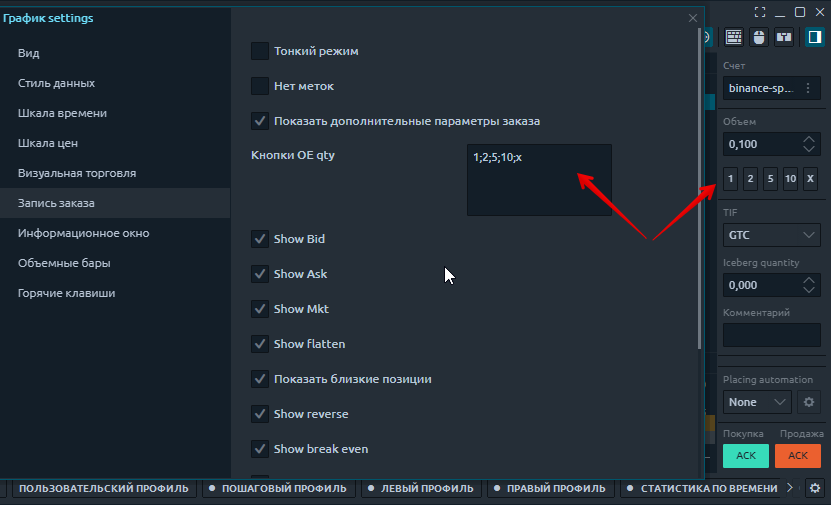 График settings
Вид
Стиль данных
Шкала времени
Шкала цен
Визуальная торговля
Запись заказа
Информационное окно
Объемные бары
Горячие клавиши
Тонкий режим
Нет меток
Показать дополнительные параметры заказа
Кнопки OE qty
1;2;5;10;x
Show Bid
Show Ask
Show Mkt
Show flatten
Показать близкие позиции
Show reverse
Show break even
Счет
binance-sp...
Объем
0,100
1 2 5 10 X
TIF
GTC
Iceberg quantity
0,000
Комментарий
Placing automation
None
Покупка Продажа
АСК АСК
ПОЛЬЗОВАТЕЛЬСКИЙ ПРОФИЛЬ ПОШАГОВЫЙ ПРОФИЛЬ ЛЕВЫЙ ПРОФИЛЬ ПРАВЫЙ ПРОФИЛЬ СТАТИСТИКА ПО ВРЕМЕНИ